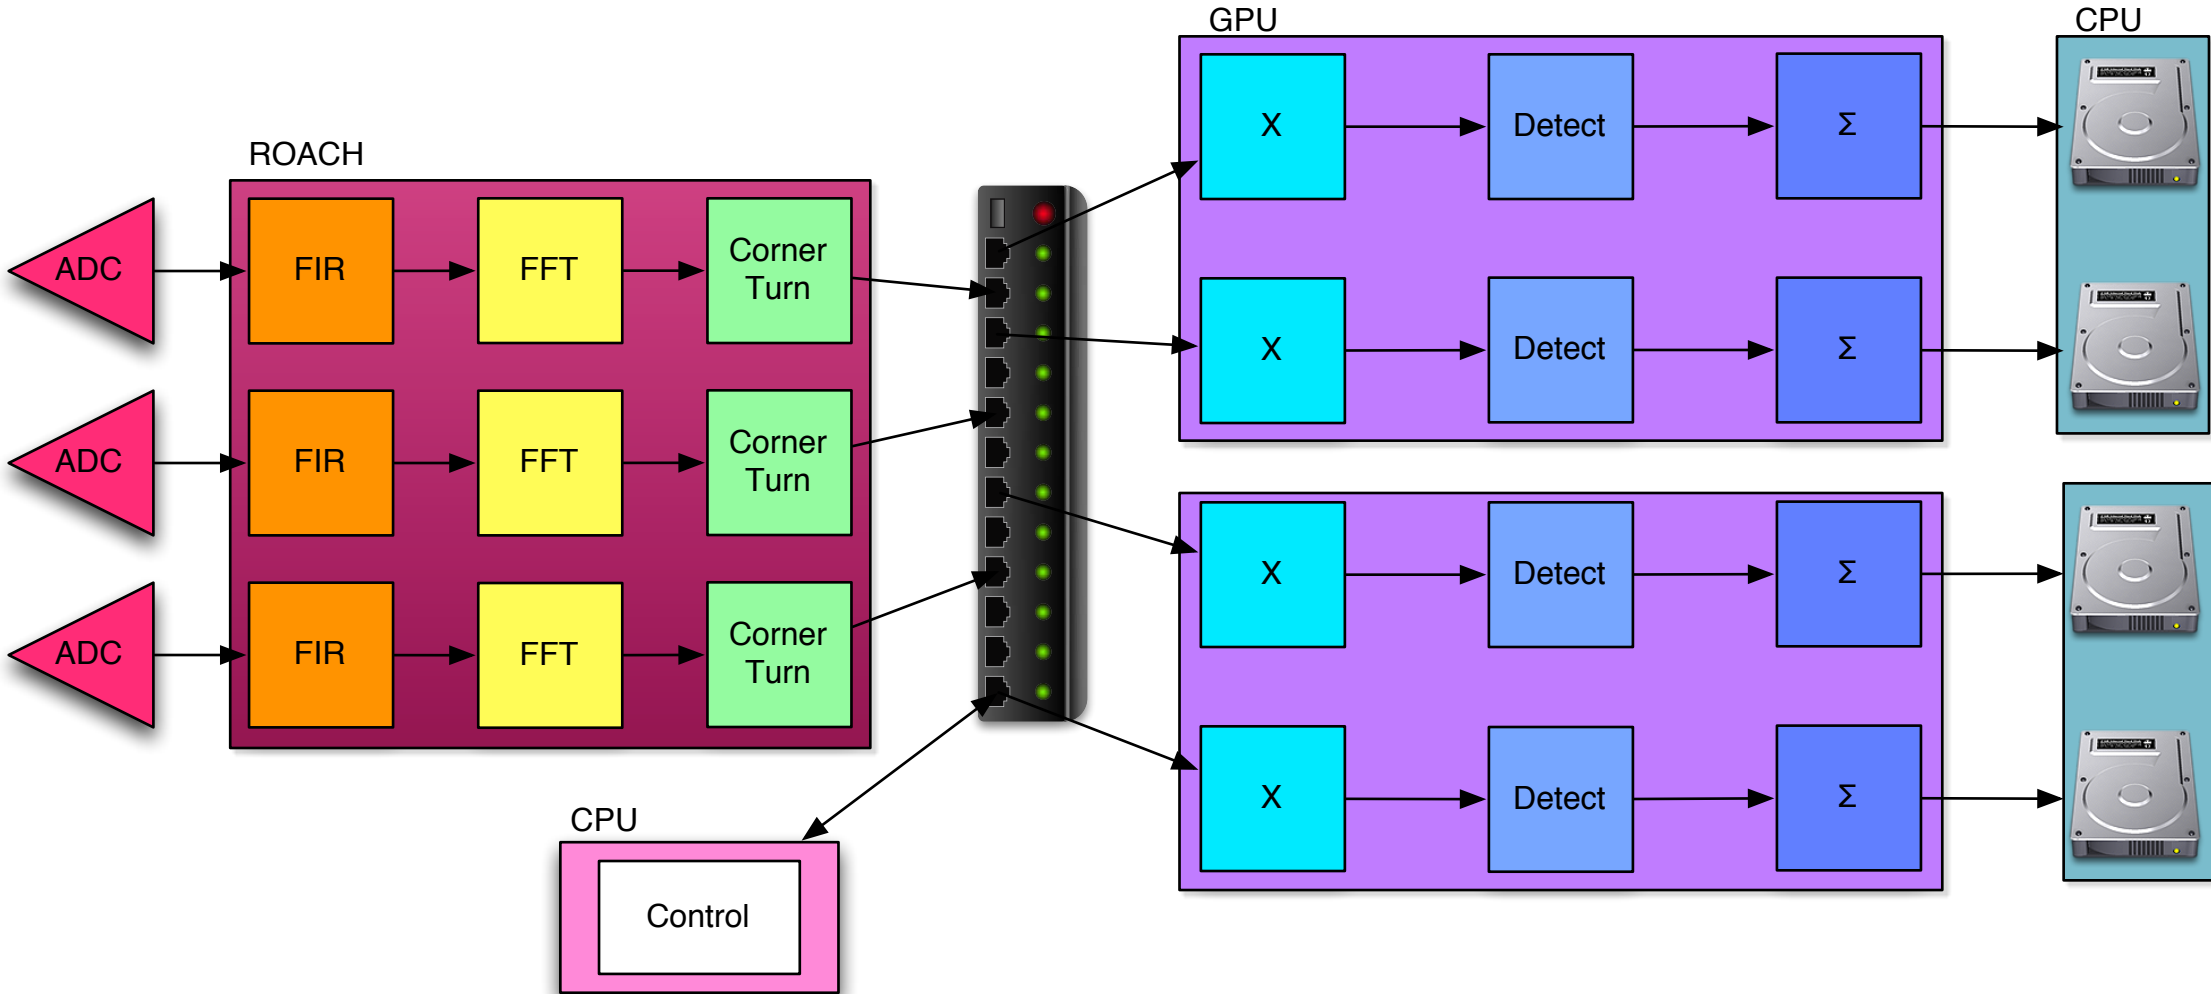 GPU
CPU
X
Detect
Σ
ROACH
ADC
FIR
FFT
Corner
Turn
X
Detect
Σ
ADC
FIR
FFT
Corner
Turn
X
Detect
Σ
ADC
FIR
FFT
Corner
Turn
X
Detect
Σ
CPU
Control